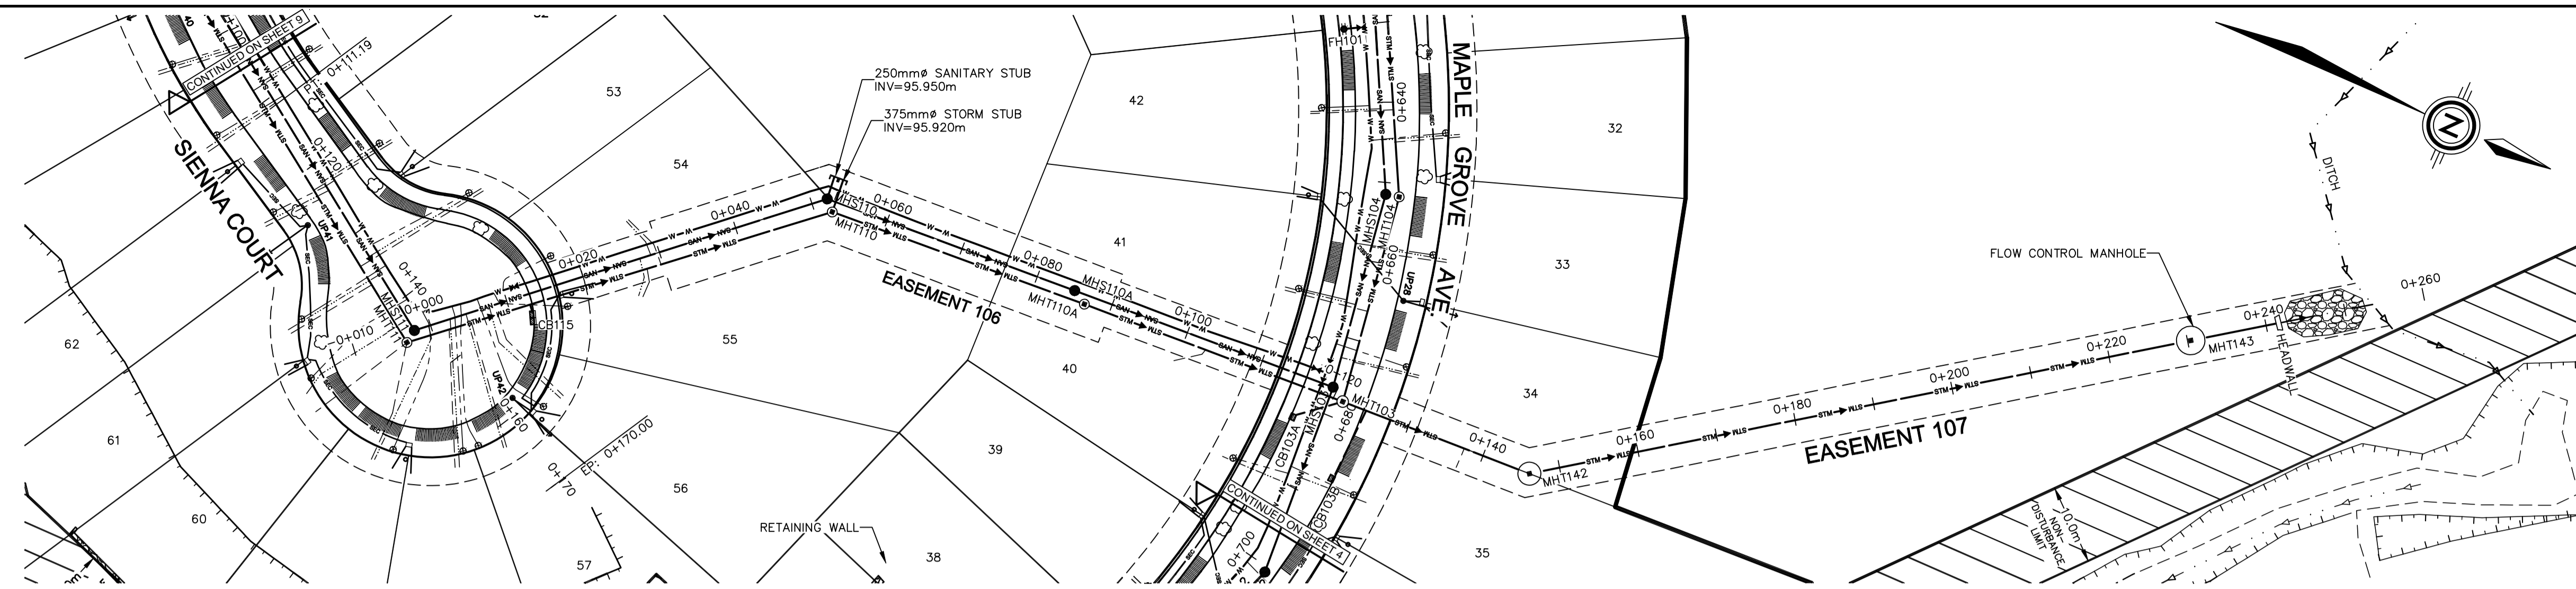 CONTINUED ON SHEET 9
0+111.19
SIENNA COURT
0+120
0+140
UP41
MHS111
MHT111
0+000
0+010
0+020
CB115
UP42
0+160
0+170
EP: 0+170.00
62
61
60
57
56
55
54
53
250mmø SANITARY STUB
INV=95.950m
375mmø STORM STUB
INV=95.920m
0+040
MHS110
MHT110
0+060
0+080
MHS110A
MHT110A
0+100
EASEMENT 106
RETAINING WALL
38
39
40
41
42
FH101
MAPLE GROVE AVE.
0+640
MHS104
MHT104
0+660
UP28
0+120
MHT103
MHS103
0+680
CB103A
CB103B
0+700
CONTINUED ON SHEET 4
32
33
34
35
0+140
MHT142
0+160
0+180
0+200
0+220
EASEMENT 107
FLOW CONTROL MANHOLE
MHT143
0+240
HEADWALL
0+260
DITCH
10.0m
NON-
DISTURBANCE
LIMIT
N